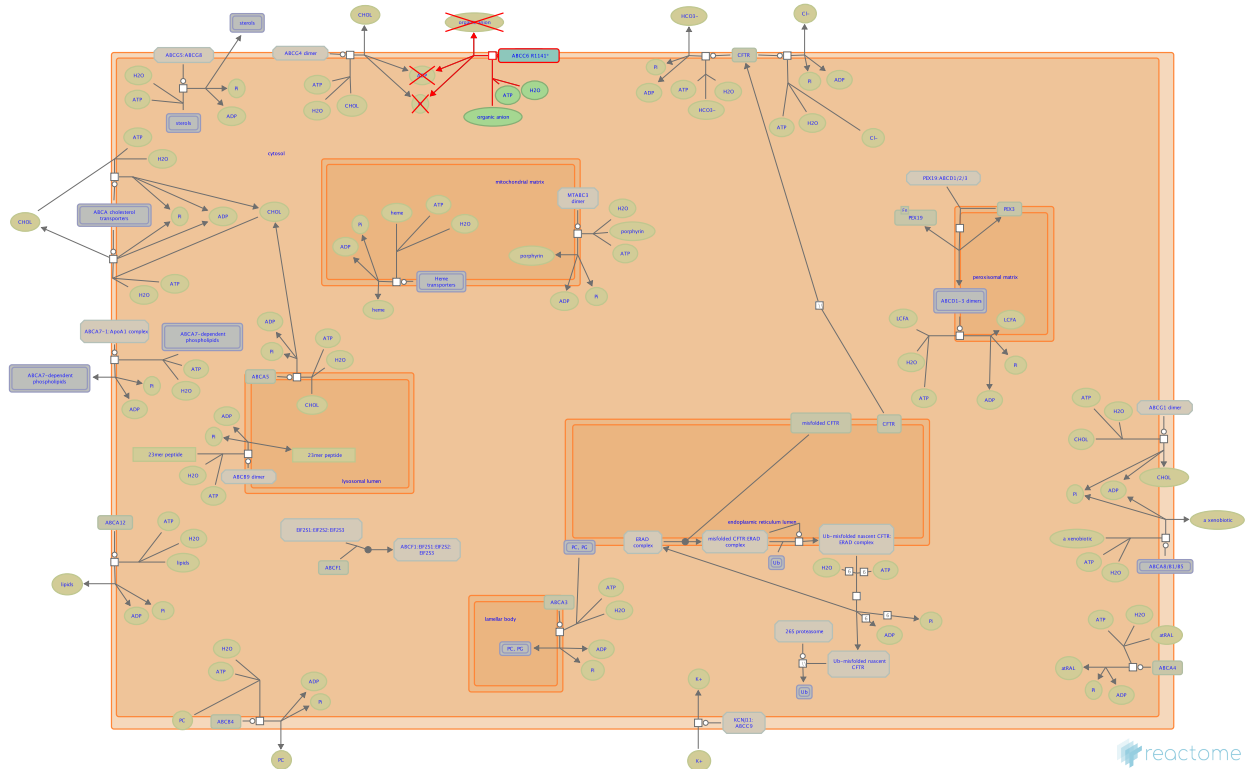 CHOL
organic anion
HCO3-
Cl-
sterols
ABCG5:ABCG8
ABCG4 dimer
ABCC6 R1141*
CFTR
H2O
ATP
Pi
ADP
sterols
ATP
H2O
CHOL
ATP
H2O
organic anion
Pi
ADP
ATP
H2O
HCO3-
Pi
ADP
ATP
H2O
Cl-
cytosol
ATP
H2O
CHOL
ABCA cholesterol
transporters
Pi
ADP
CHOL
ATP
H2O
mitochondrial matrix
MTABC3
dimer
heme
ATP
H2O
Pi
ADP
Heme
transporters
heme
H2O
porphyrin
ATP
porphyrin
ADP
Pi
PEX19:ABCD1/2/3
PEX19
PEX3
peroxisomal matrix
ABCD1-3 dimers
LCFA
LCFA
H2O
Pi
ATP
ADP
ABCA7-1:ApoA1 complex
ABCA7-dependent
phospholipids
ABCA7-dependent
phospholipids
ATP
H2O
Pi
ADP
ADP
Pi
ATP
H2O
ABCA5
CHOL
ADP
Pi
23mer peptide
23mer peptide
H2O
ATP
ABCB9 dimer
lysosomal lumen
misfolded CFTR
CFTR
endoplasmic reticulum lumen
ERAD
complex
misfolded CFTR:ERAD
complex
Ub-misfolded nascent CFTR:
ERAD complex
Ub
H2O
6
6
ATP
6
6
Pi
ADP
26S proteasome
Ub-misfolded nascent
CFTR
Ub
ATP
H2O
ABCG1 dimer
CHOL
CHOL
Pi
ADP
a xenobiotic
a xenobiotic
ATP
H2O
ABCA8/B1/B5
ABCA12
ATP
H2O
lipids
lipids
ADP
Pi
EIF2S1:EIF2S2:EIF2S3
ABCF1
ABCF1:EIF2S1:EIF2S2:
EIF2S3
PC, PG
ABCA3
ATP
H2O
lamellar body
PC, PG
ADP
Pi
ATP
H2O
atRAL
atRAL
ABCA4
Pi
ADP
H2O
ATP
PC
ABCB4
ADP
Pi
PC
K+
KCNJ11:
ABCC9
K+
reactome